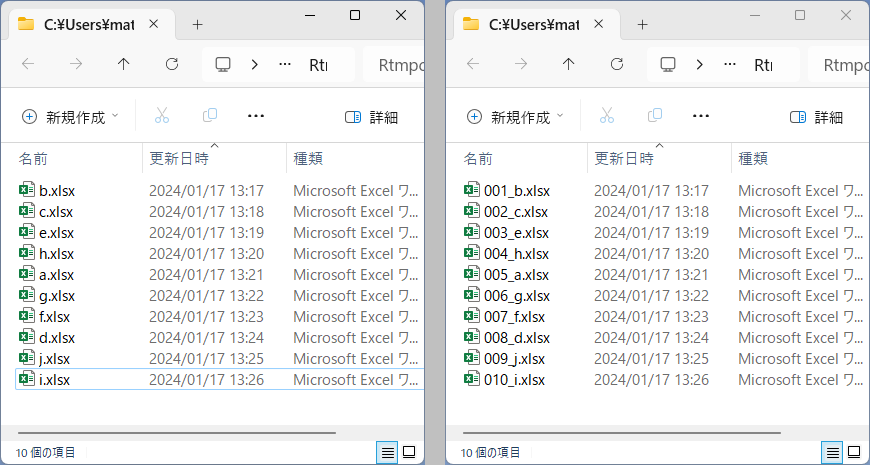 C:¥Users¥mat
Rtm
Rtmpc
新規作成
詳細
名前 更新日時 種類
b.xlsx 2024/01/17 13:17 Microsoft Excel ワ...
c.xlsx 2024/01/17 13:18 Microsoft Excel ワ...
e.xlsx 2024/01/17 13:19 Microsoft Excel ワ...
h.xlsx 2024/01/17 13:20 Microsoft Excel ワ...
a.xlsx 2024/01/17 13:21 Microsoft Excel ワ...
g.xlsx 2024/01/17 13:22 Microsoft Excel ワ...
f.xlsx 2024/01/17 13:23 Microsoft Excel ワ...
d.xlsx 2024/01/17 13:24 Microsoft Excel ワ...
j.xlsx 2024/01/17 13:25 Microsoft Excel ワ...
i.xlsx 2024/01/17 13:26 Microsoft Excel ワ...
10 個の項目
C:¥Users¥mat
Rtm
Rtmpc
新規作成
詳細
名前 更新日時 種類
001_b.xlsx 2024/01/17 13:17 Microsoft Excel ワ...
002_c.xlsx 2024/01/17 13:18 Microsoft Excel ワ...
003_e.xlsx 2024/01/17 13:19 Microsoft Excel ワ...
004_h.xlsx 2024/01/17 13:20 Microsoft Excel ワ...
005_a.xlsx 2024/01/17 13:21 Microsoft Excel ワ...
006_g.xlsx 2024/01/17 13:22 Microsoft Excel ワ...
007_f.xlsx 2024/01/17 13:23 Microsoft Excel ワ...
008_d.xlsx 2024/01/17 13:24 Microsoft Excel ワ...
009_j.xlsx 2024/01/17 13:25 Microsoft Excel ワ...
010_i.xlsx 2024/01/17 13:26 Microsoft Excel ワ...
10 個の項目